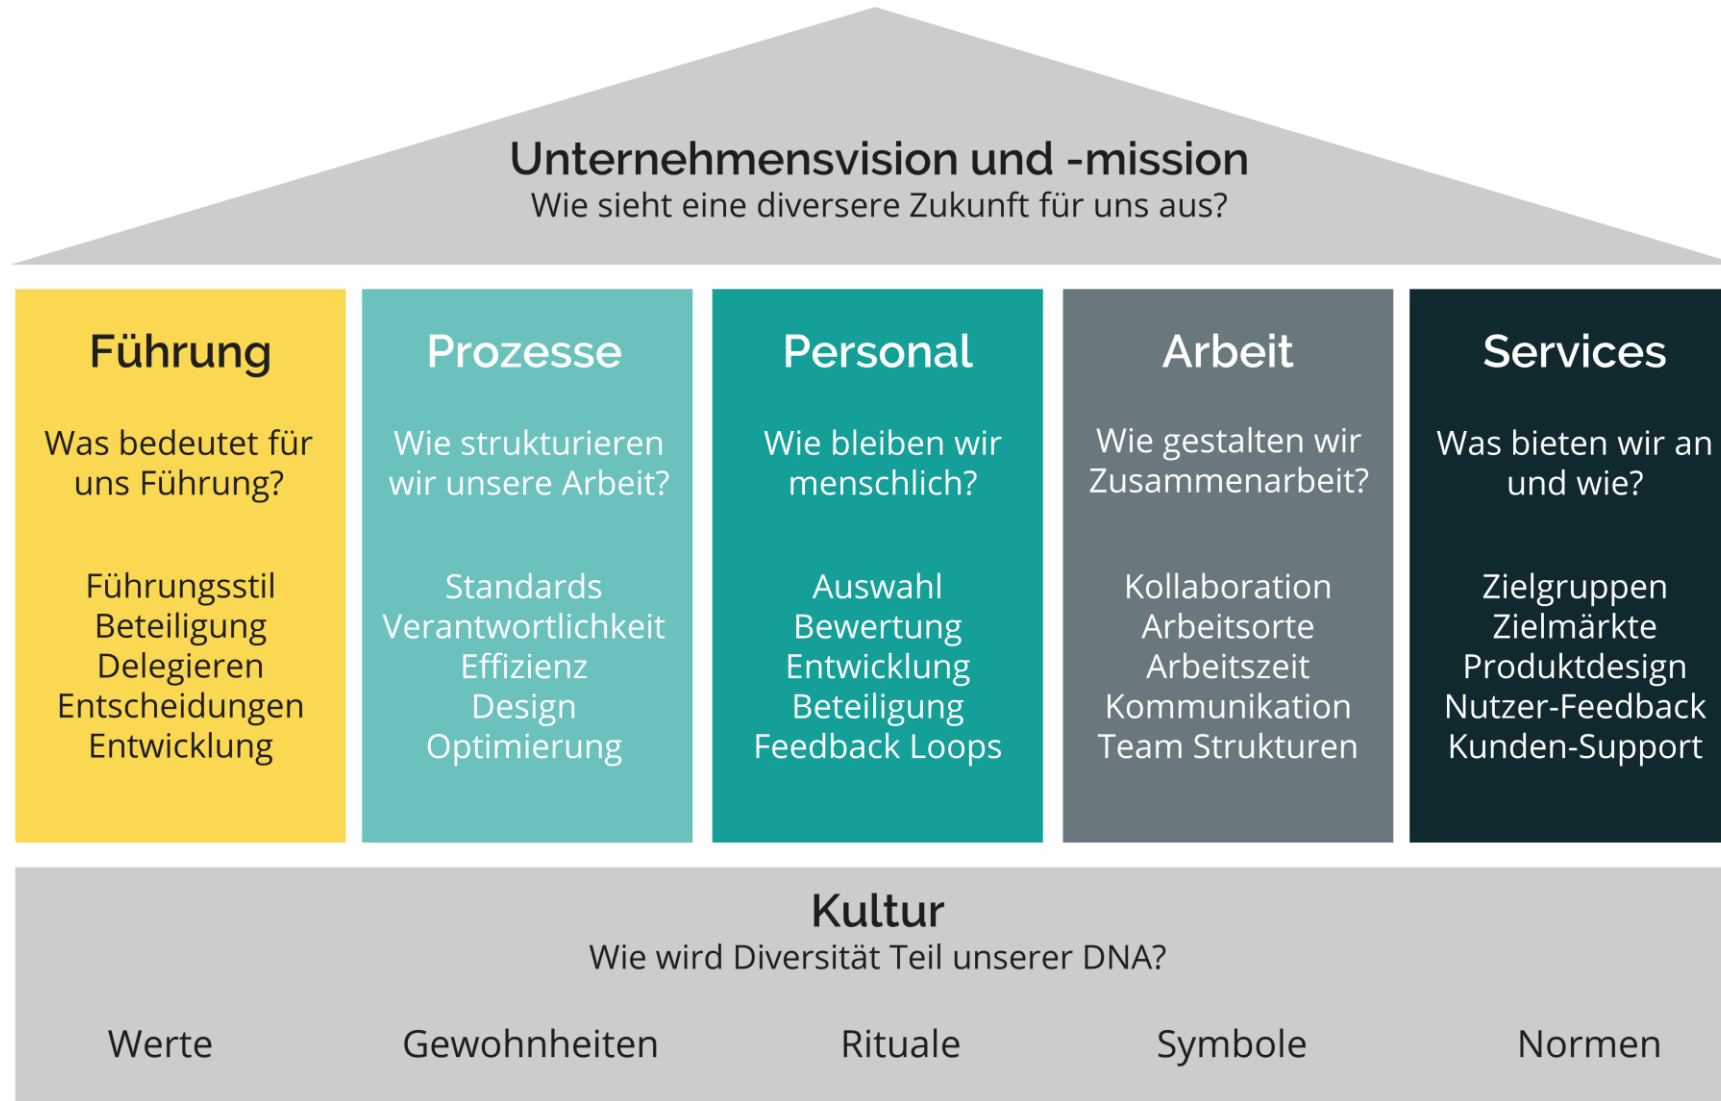 Unternehmensvision und -mission
Wie sieht eine diversere Zukunft für uns aus?
Führung
Was bedeutet für
uns Führung?
Führungsstil
Beteiligung
Delegieren
Entscheidungen
Entwicklung
Prozesse
Wie strukturieren
wir unsere Arbeit?
Standards
Verantwortlichkeit
Effizienz
Design
Optimierung
Personal
Wie bleiben wir
menschlich?
Auswahl
Bewertung
Entwicklung
Beteiligung
Feedback Loops
Arbeit
Wie gestalten wir
Zusammenarbeit?
Kollaboration
Arbeitsorte
Arbeitszeit
Kommunikation
Team Strukturen
Services
Was bieten wir an
und wie?
Zielgruppen
Zielmärkte
Produktdesign
Nutzer-Feedback
Kunden-Support
Kultur
Wie wird Diversität Teil unserer DNA?
Werte Gewohnheiten Rituale Symbole Normen